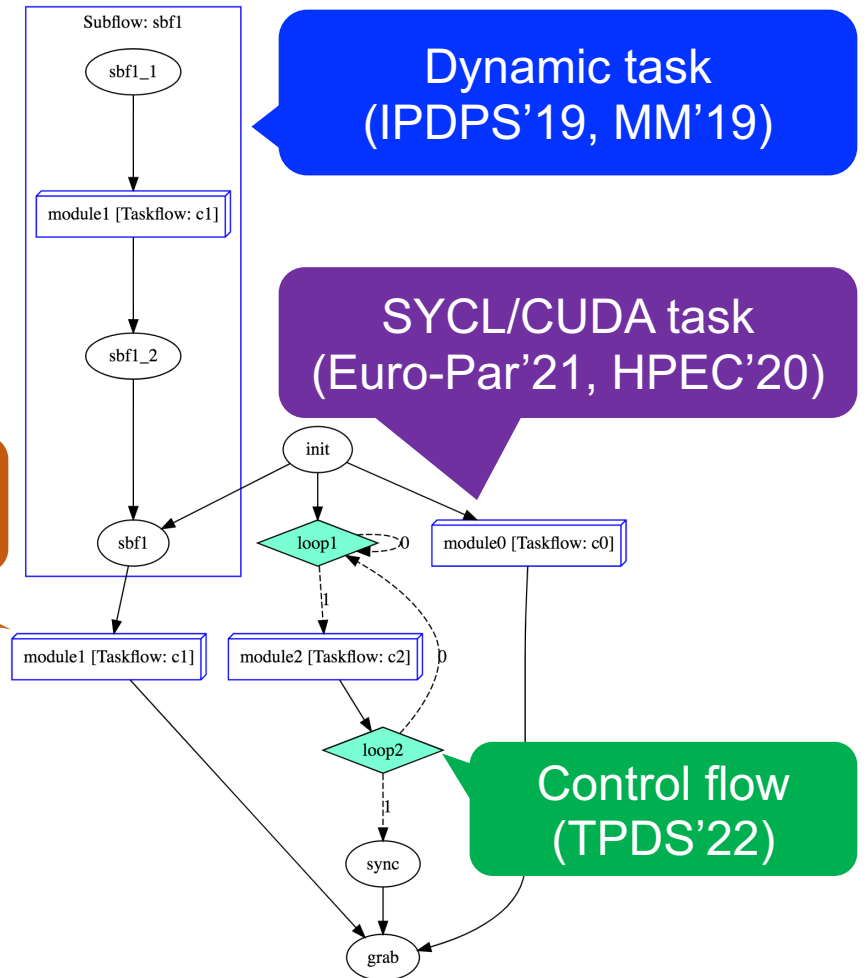 Subflow: sbf1
sbf1_1
Dynamic task
(IPDPS'19, MM'19)
module1 [Taskflow: c1]
SYCL/CUDA task
(Euro-Par'21, HPEC'20)
sbf1_2
init
sbf1
loop1
0
module0 [Taskflow: c0]
1
module1 [Taskflow: c1]
module2 [Taskflow: c2]
0
loop2
Control flow
(TPDS'22)
1
sync
grab